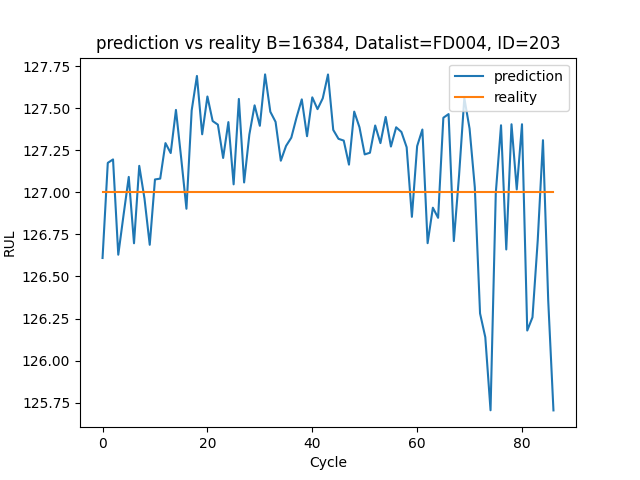 prediction vs reality B=16384, Datalist=FD004, ID=203
127.75
127.50
127.25
127.00
126.75
126.50
126.25
126.00
125.75
RUL
prediction
reality
0 20 40 60 80
Cycle